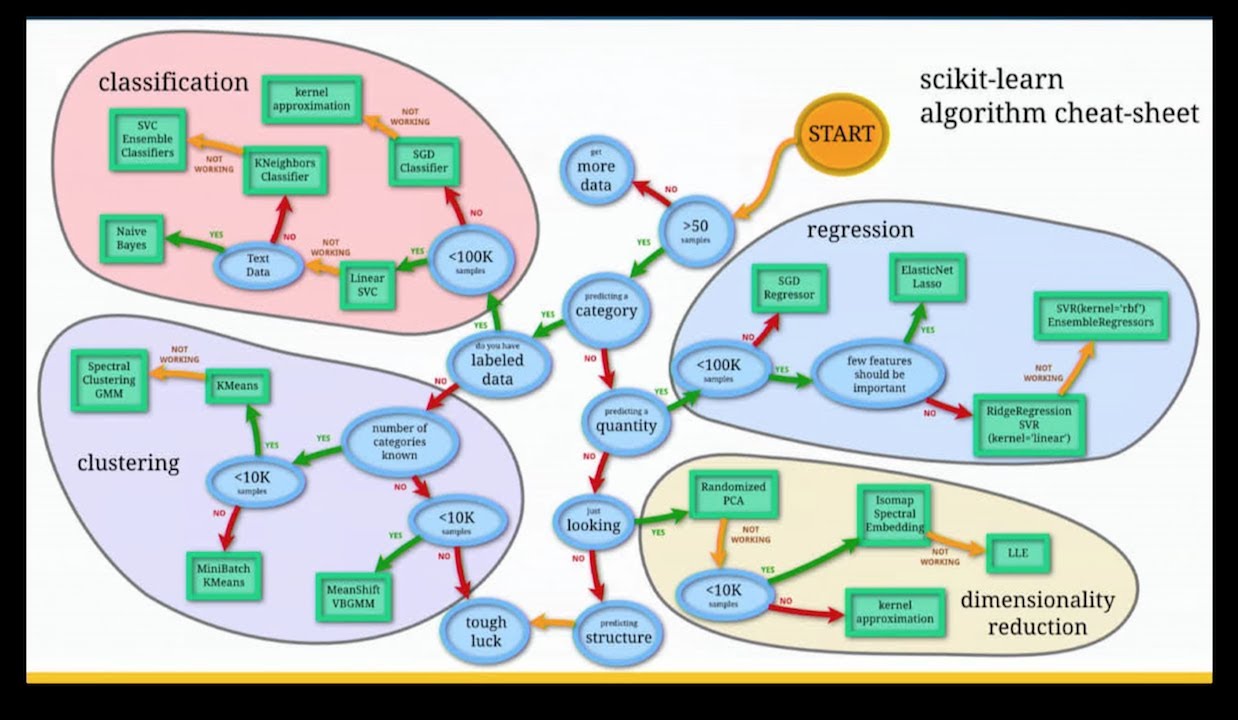 scikit-learn
algorithm cheat-sheet
START
classification
kernel
approximation
NOT
WORKING
SVC
Ensemble
Classifiers
NOT
WORKING
KNeighbors
Classifier
SGD
Classifier
NO
Naive
Bayes
YES
Text
Data
NO
NOT
WORKING
Linear
SVC
YES
<100K
samples
YES
get
more
data
NO
>50
samples
YES
predicting a
category
YES
do you have
labeled
data
NO
NO
predicting a
quantity
YES
NO
just
looking
YES
NO
predicting
structure
tough
luck
regression
SGD
Regressor
NO
<100K
samples
YES
ElasticNet
Lasso
YES
few features
should be
important
NO
SVR(kernel='rbf')
EnsembleRegressors
NOT
WORKING
RidgeRegression
SVR
(kernel='linear')
clustering
Spectral
Clustering
GMM
NOT
WORKING
KMeans
YES
<10K
samples
YES
number of
categories
known
NO
NO
MiniBatch
KMeans
<10K
samples
YES
NO
MeanShift
VBGMM
Randomized
PCA
NOT
WORKING
<10K
samples
YES
NO
Isomap
Spectral
Embedding
NOT
WORKING
LLE
kernel
approximation
dimensionality
reduction